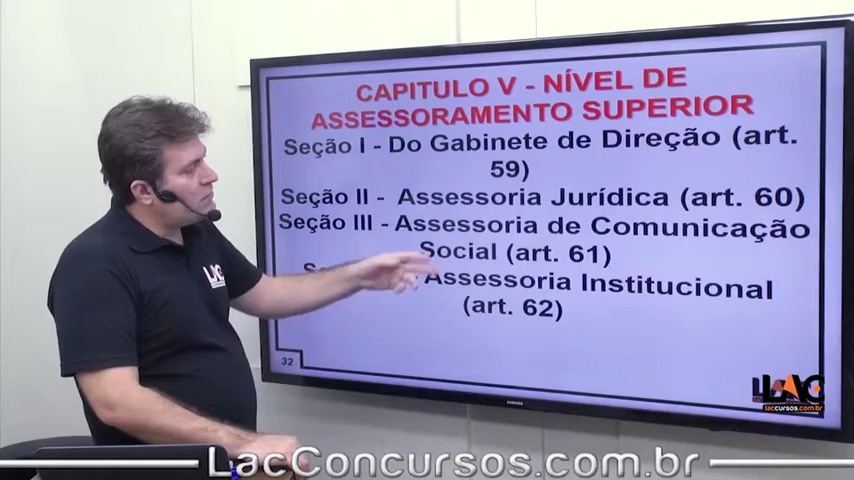 CAPITULO V - NÍVEL DE
ASSESSORAMENTO SUPERIOR
Seção I - Do Gabinete de Direção (art.
59)
Seção II - Assessoria Jurídica (art. 60)
Seção III - Assessoria de Comunicação
Social (art. 61)
Assessoria Institucional
(art. 62)
32
LAC
laccursos.com.br
SAMSUNG
LAC
LacConcursos.com.br